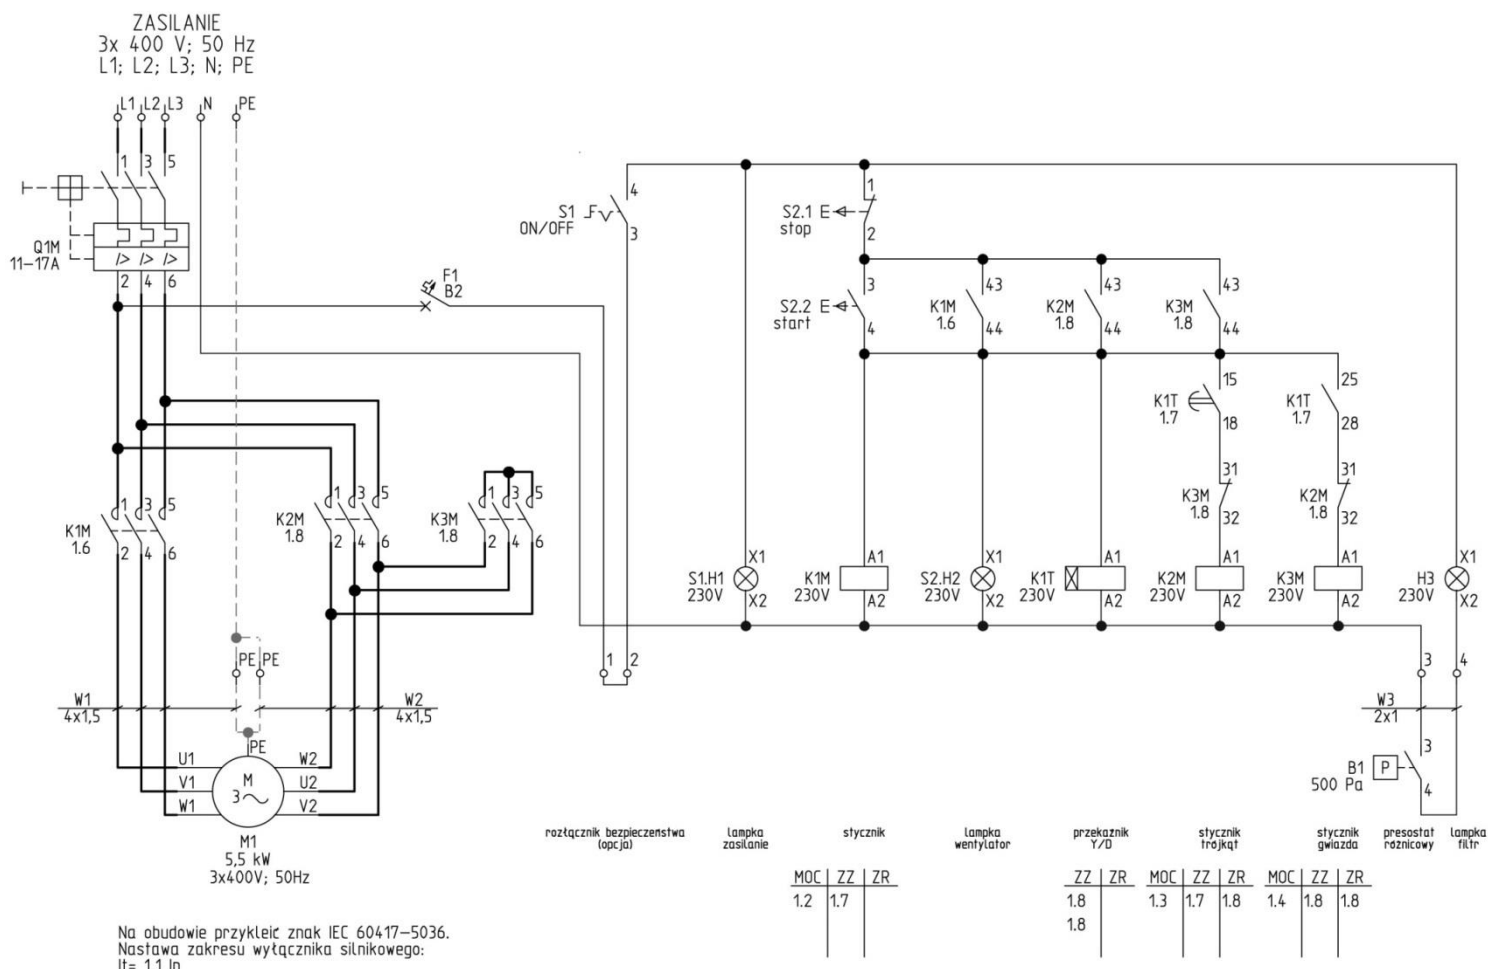 ZASILANIE
3x 400 V; 50 Hz
L1; L2; L3; N; PE
L1 L2 L3 N PE
1 3 5
Q1M
11-17A
2 4 6
F1
B2
S1
ON/OFF
4
3
S2.1 E
stop
1
2
S2.2 E
start
3
4
K1M
1.6
43
44
K2M
1.8
43
44
K3M
1.8
43
44
K1T
1.7
15
18
K1T
1.7
25
28
K3M
1.8
31
32
K2M
1.8
31
32
K1M
1.6
1 3 5
2 4 6
K2M
1.8
1 3 5
2 4 6
K3M
1.8
1 3 5
2 4 6
S1.H1
230V
X1
X2
K1M
230V
A1
A2
S2.H2
230V
X1
X2
K1T
230V
A1
A2
K2M
230V
A1
A2
K3M
230V
A1
A2
H3
230V
X1
X2
1 2
3 4
PE PE
W1
4x1,5
W2
4x1,5
W3
2x1
PE
U1 W2
V1 U2
W1 V2
M
3
M1
5,5 kW
3x400V; 50Hz
B1
500 Pa
P
3
4
rozłącznik bezpieczeństwa
(opcja)
lampka
zasilanie
stycznik
lampka
wentylator
przekaźnik
Y/D
stycznik
trójkąt
stycznik
gwiazda
presostat
różnicowy
lampka
filtr
MOC ZZ ZR
1.2 1.7
ZZ ZR
1.8
1.8
MOC ZZ ZR
1.3 1.7 1.8
MOC ZZ ZR
1.4 1.8 1.8
Na obudowie przykleić znak IEC 60417-5036.
Nastawa zakresu wyłącznika silnikowego:
It= 1,1 In